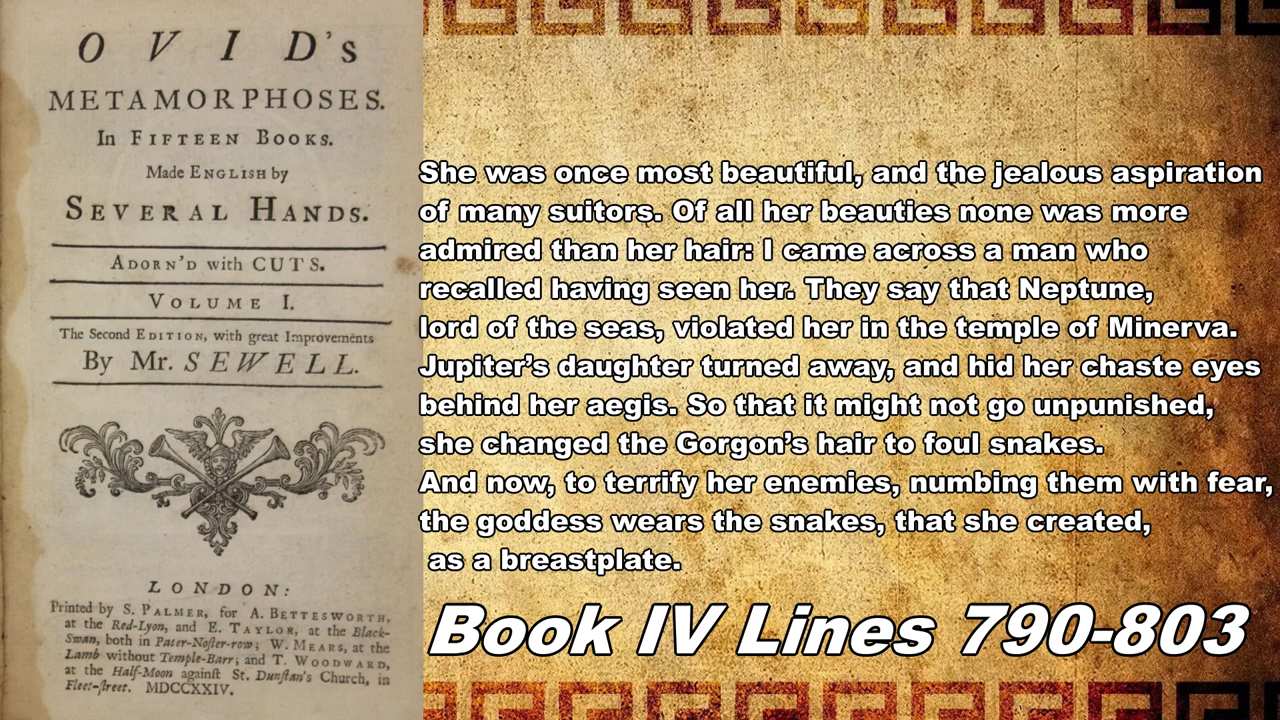 OVID's
METAMORPHOSES.
In FIFTEEN BOOKS.
Made ENGLISH by
SEVERAL HANDS.
ADORN'D with CUTS.
VOLUME I.
The Second EDITION, with great Improvements
By Mr. SEWELL.
LONDON:
Printed by S. PALMER, for A. BETTESWORTH,
at the Red-Lyon, and E. TAYLOR, at the Black-
Swan, both in Pater-Noſter-row; W. MEARS, at the
Lamb without Temple-Barr; and T. WOODWARD,
at the Half-Moon againſt St. Dunſtan's Church, in
Fleet-ſtreet. MDCCXXIV.
She was once most beautiful, and the jealous aspiration
of many suitors. Of all her beauties none was more
admired than her hair: I came across a man who
recalled having seen her. They say that Neptune,
lord of the seas, violated her in the temple of Minerva.
Jupiter’s daughter turned away, and hid her chaste eyes
behind her aegis. So that it might not go unpunished,
she changed the Gorgon’s hair to foul snakes.
And now, to terrify her enemies, numbing them with fear,
the goddess wears the snakes, that she created,
as a breastplate.
Book IV Lines 790-803